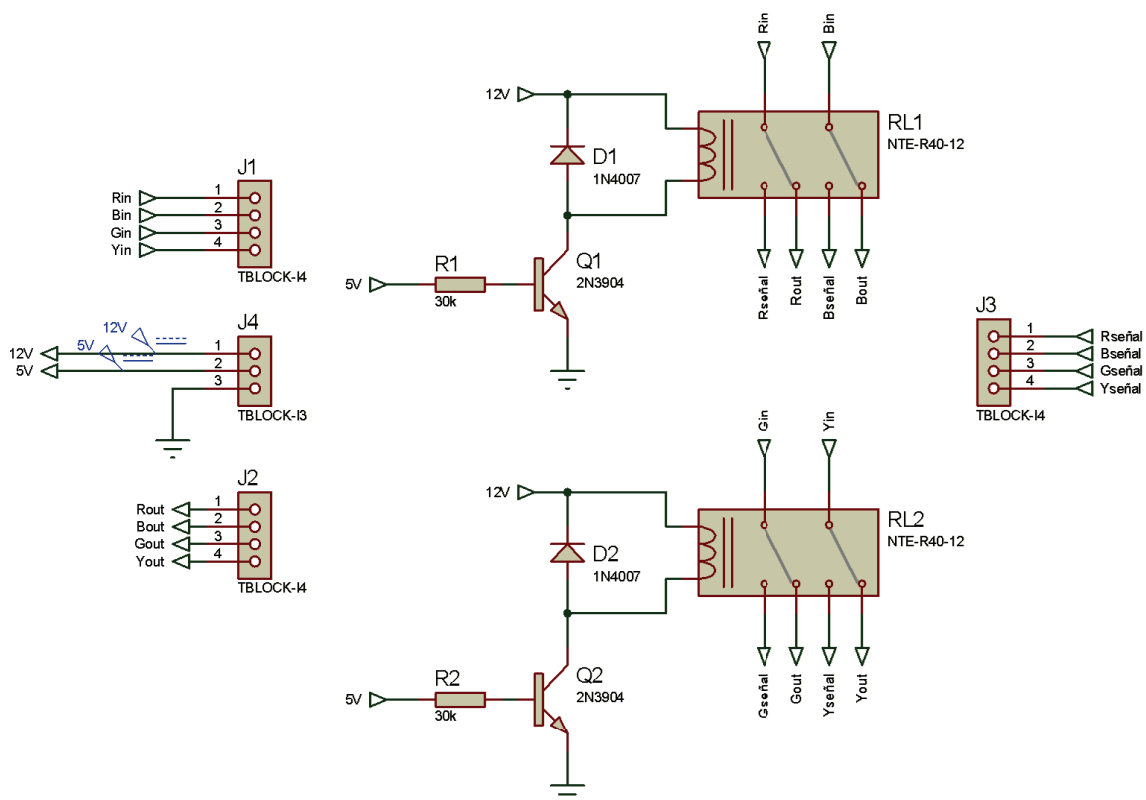 Rin
Bin
12V
RL1
NTE-R40-12
D1
1N4007
J1
Rin 1
Bin 2
Gin 3
Yin 4
TBLOCK-I4
R1
5V
30k
Q1
2N3904
Rseñal
Rout
Bseñal
Bout
J4
12V
5V
12V 1
5V 2
3
TBLOCK-I3
J3
1 Rseñal
2 Bseñal
3 Gseñal
4 Yseñal
TBLOCK-I4
Gin
Yin
J2
Rout 1
Bout 2
Gout 3
Yout 4
TBLOCK-I4
12V
RL2
NTE-R40-12
D2
1N4007
R2
5V
30k
Q2
2N3904
Gseñal
Gout
Yseñal
Yout